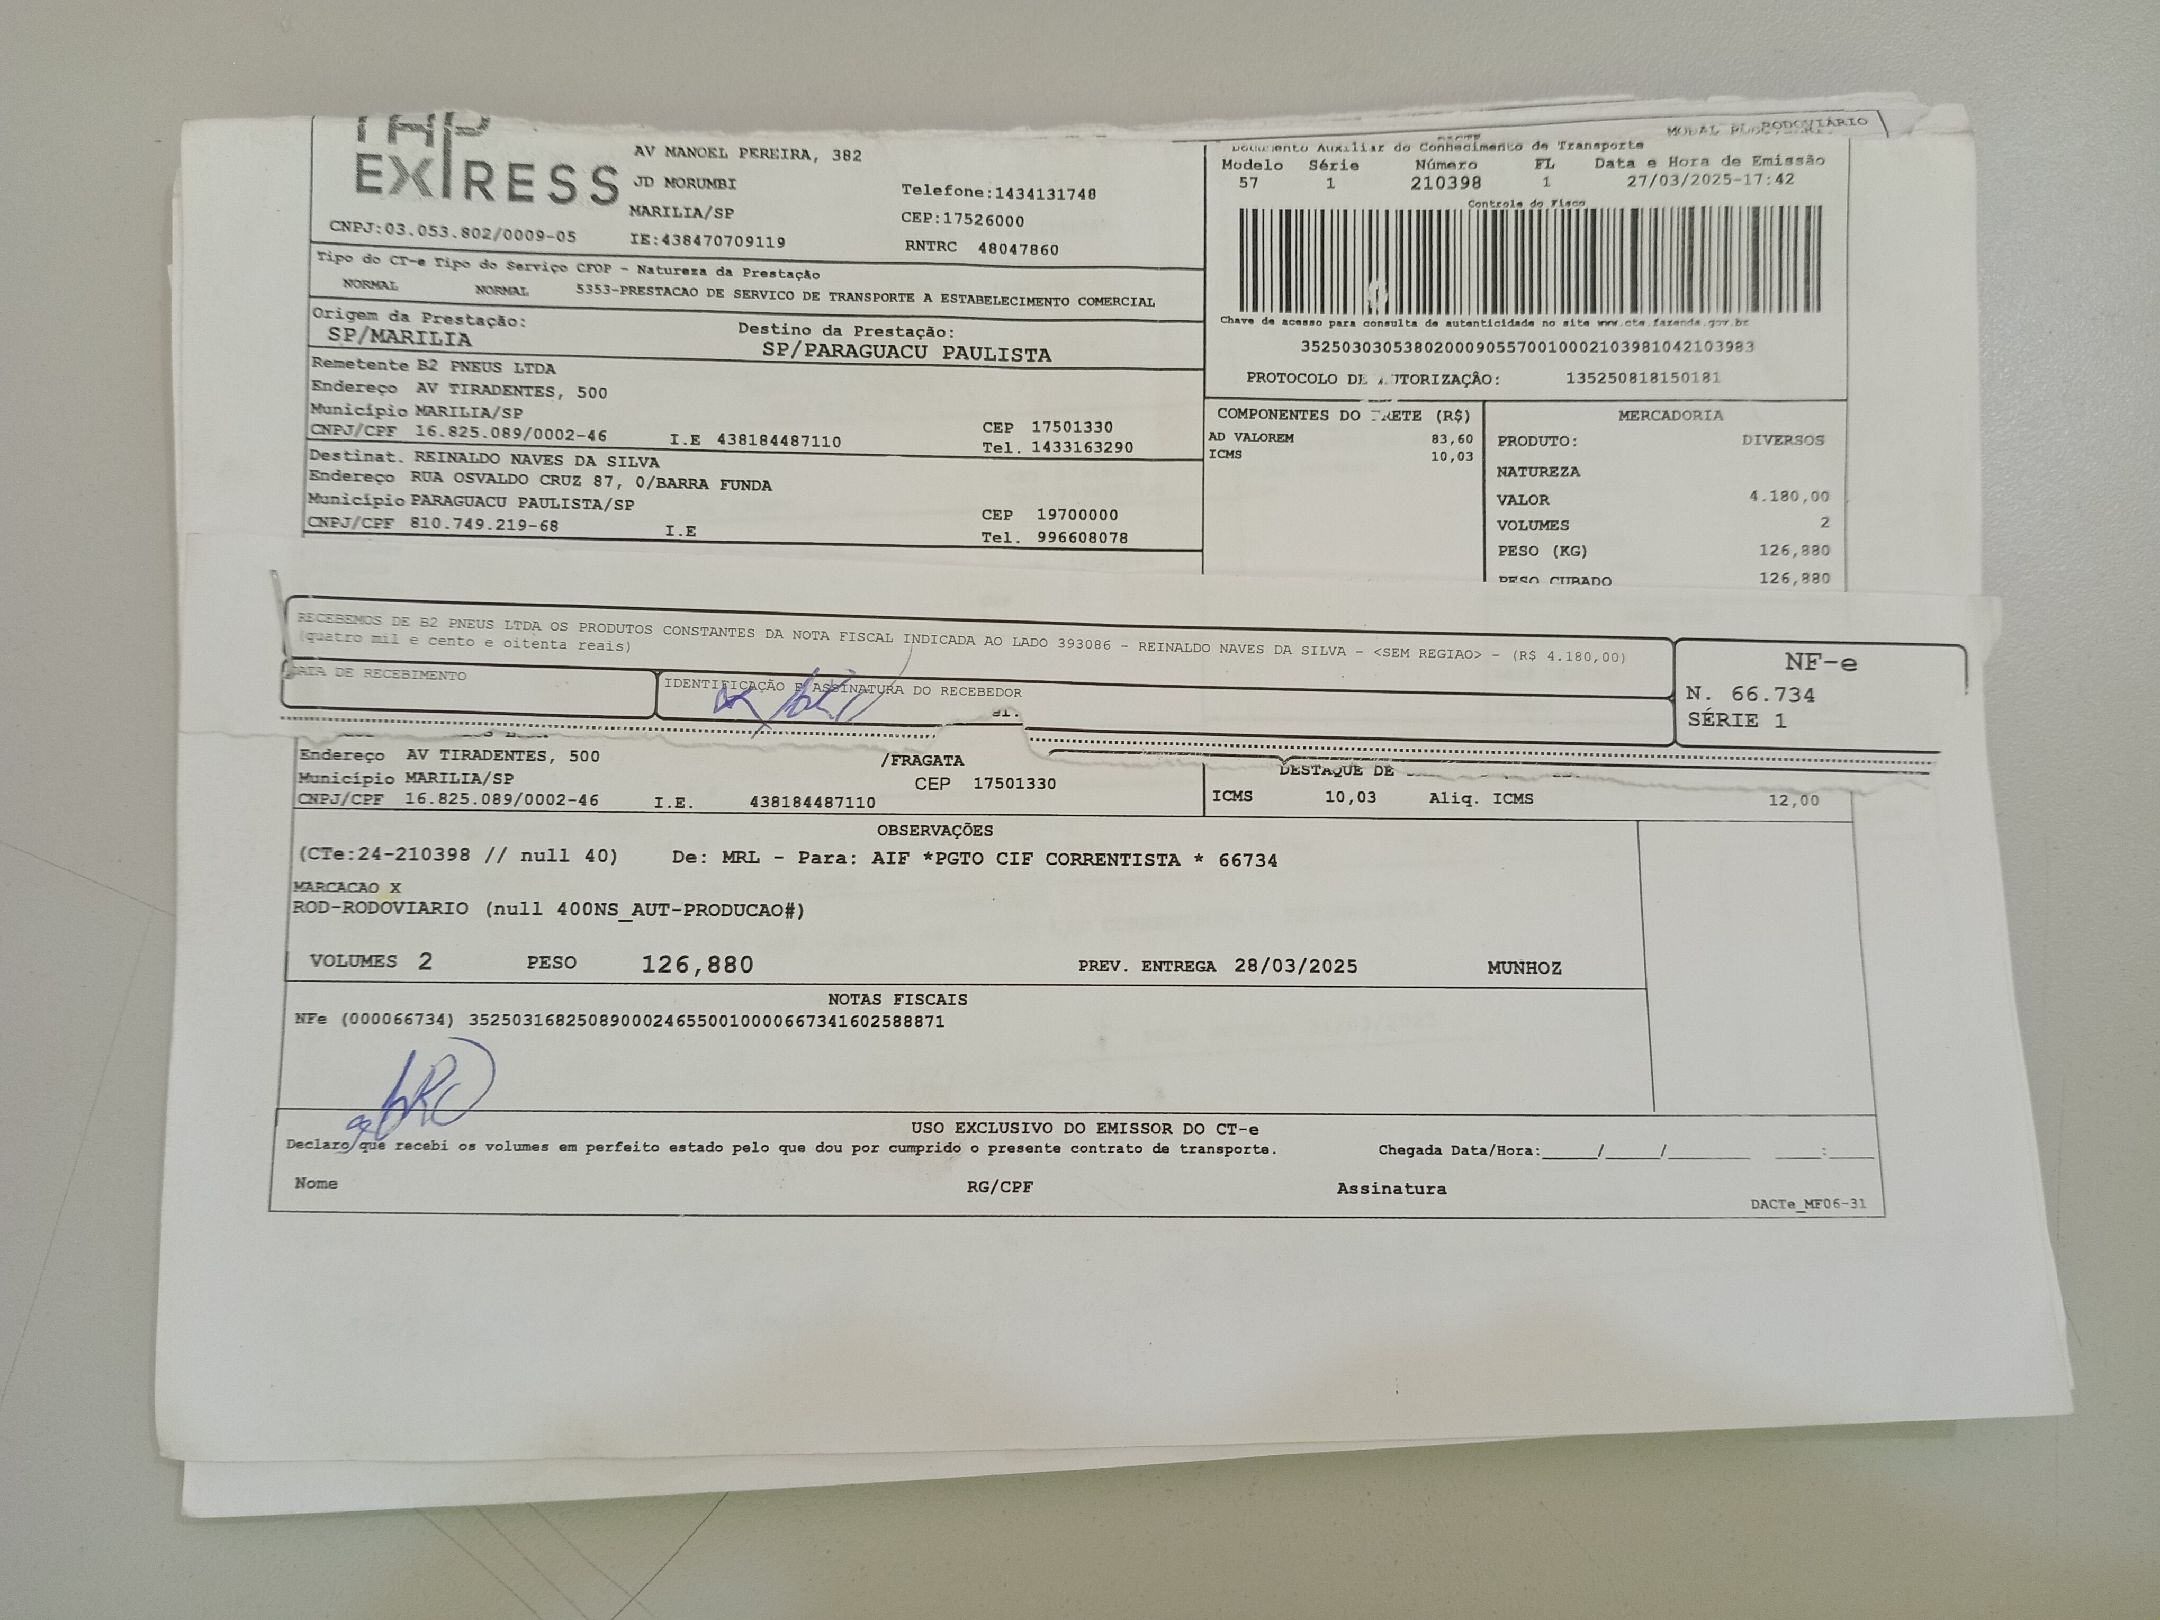 EXPRESS
AV MANOEL PEREIRA, 382
JD MORUMBI
MARILIA/SP
Telefone:1434131748
CEP:17526000
CNPJ:03.053.802/0009-05
IE:438470709119
RNTRC 48047860
MODAL RODOVIÁRIO
Documento Auxiliar do Conhecimento de Transporte
Modelo Série Número FL Data e Hora de Emissão
57 1 210398 1 27/03/2025-17:42
Controle do Fisco
Chave de acesso para consulta de autenticidade no site www.cte.fazenda.gov.br
35250303053802000905570010002103981042103983
PROTOCOLO DE AUTORIZAÇÃO: 135250818150181
Tipo do CT-e Tipo do Serviço CFOP - Natureza da Prestação
NORMAL NORMAL 5353-PRESTACAO DE SERVICO DE TRANSPORTE A ESTABELECIMENTO COMERCIAL
Origem da Prestação: Destino da Prestação:
SP/MARILIA SP/PARAGUACU PAULISTA
Remetente B2 PNEUS LTDA
Endereço AV TIRADENTES, 500
Município MARILIA/SP CEP 17501330
CNPJ/CPF 16.825.089/0002-46 I.E 438184487110 Tel. 1433163290
Destinat. REINALDO NAVES DA SILVA
Endereço RUA OSVALDO CRUZ 87, 0/BARRA FUNDA
Município PARAGUACU PAULISTA/SP CEP 19700000
CNPJ/CPF 810.749.219-68 I.E Tel. 996608078
COMPONENTES DO FRETE (R$)
AD VALOREM 83,60
ICMS 10,03
MERCADORIA
PRODUTO: DIVERSOS
NATUREZA
VALOR 4.180,00
VOLUMES 2
PESO (KG) 126,880
PESO CUBADO 126,880
RECEBEMOS DE B2 PNEUS LTDA OS PRODUTOS CONSTANTES DA NOTA FISCAL INDICADA AO LADO 393086 - REINALDO NAVES DA SILVA - <SEM REGIAO> - (R$ 4.180,00)
(quatro mil e cento e oitenta reais)
DATA DE RECEBIMENTO
IDENTIFICAÇÃO E ASSINATURA DO RECEBEDOR
NF-e
N. 66.734
SÉRIE 1
Endereço AV TIRADENTES, 500 /FRAGATA
Município MARILIA/SP CEP 17501330
CNPJ/CPF 16.825.089/0002-46 I.E. 438184487110
DESTAQUE DE
ICMS 10,03 Aliq. ICMS 12,00
OBSERVAÇÕES
(CTe:24-210398 // null 40) De: MRL - Para: AIF *PGTO CIF CORRENTISTA * 66734
MARCACAO X
ROD-RODOVIARIO (null 400NS_AUT-PRODUCAO#)
VOLUMES 2 PESO 126,880 PREV. ENTREGA 28/03/2025 MUNHOZ
NOTAS FISCAIS
NFe (000066734) 35250316825089000246550010000667341602588871
USO EXCLUSIVO DO EMISSOR DO CT-e
Declaro que recebi os volumes em perfeito estado pelo que dou por cumprido o presente contrato de transporte. Chegada Data/Hora:_____/_____/________ _____:_____
Nome RG/CPF Assinatura
DACTe_MF06-31